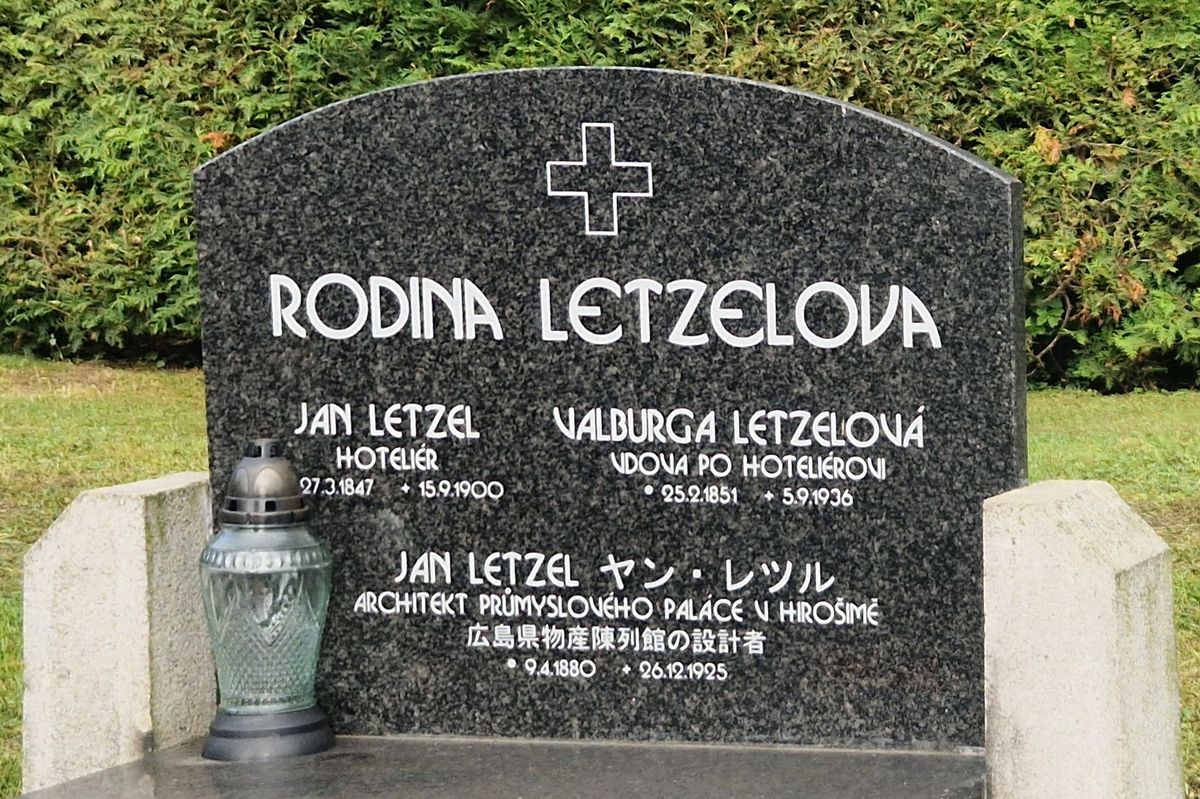 RODINA LETZELOVA
JAN LETZEL
HOTELIÉR
27.3.1847 + 15.9.1900
VALBURGA LETZELOVÁ
VDOVA PO HOTELIÉROVI
* 25.2.1851 + 5.9.1936
JAN LETZEL ヤン・レツル
ARCHITEKT PRŮMYSLOVÉHO PALÁCE V HIROŠIMĚ
広島県物産陳列館の設計者
* 9.4.1880 + 26.12.1925